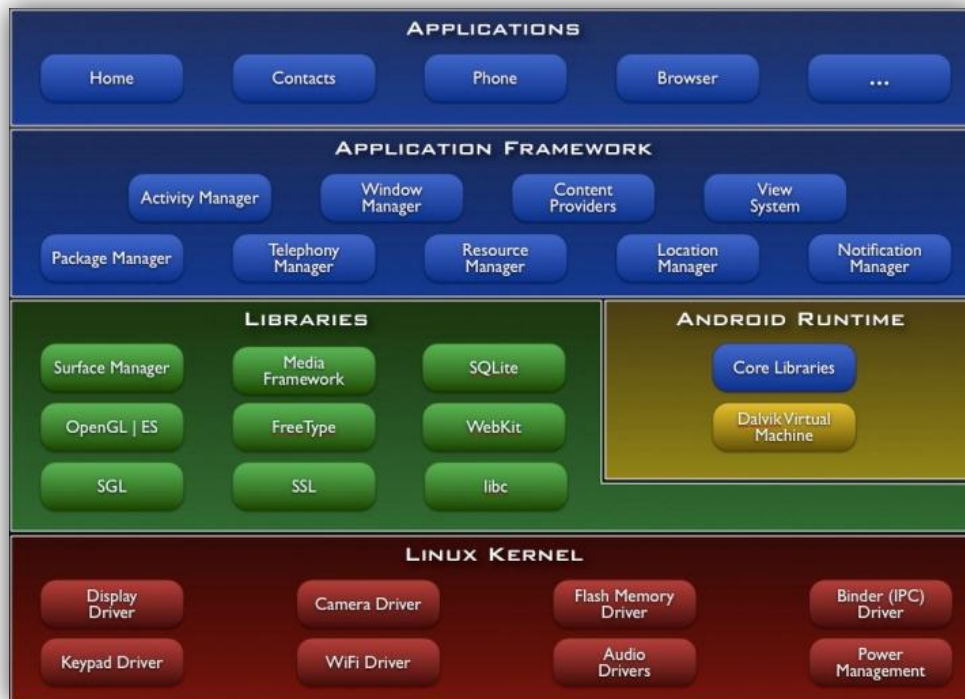 APPLICATIONS
Home
Contacts
Phone
Browser
...
APPLICATION FRAMEWORK
Activity Manager
Window
Manager
Content
Providers
View
System
Package Manager
Telephony
Manager
Resource
Manager
Location
Manager
Notification
Manager
LIBRARIES
Surface Manager
Media
Framework
SQLite
OpenGL | ES
FreeType
WebKit
SGL
SSL
libc
ANDROID RUNTIME
Core Libraries
Dalvik Virtual
Machine
LINUX KERNEL
Display
Driver
Camera Driver
Flash Memory
Driver
Binder (IPC)
Driver
Keypad Driver
WiFi Driver
Audio
Drivers
Power
Management